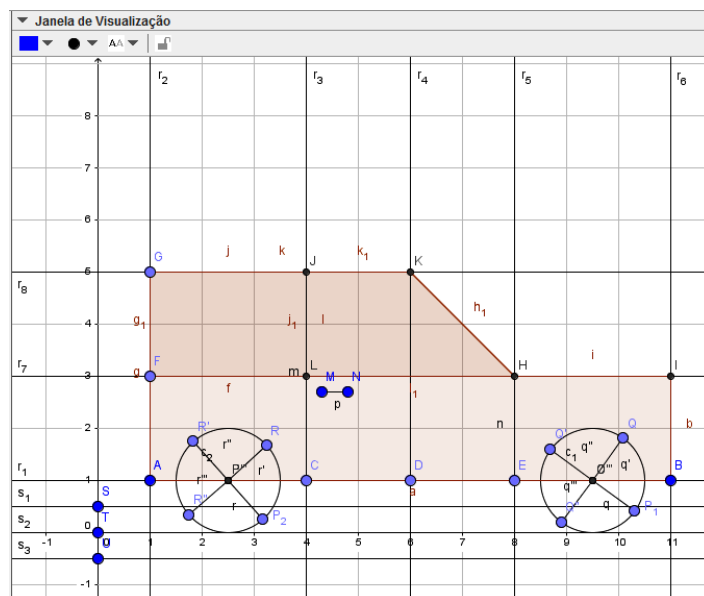 Janela de Visualização
AA
r2 r3 r4 r5 r6
8
7
6
G j k J k1 K
5
r8
g1 j1 l h1
4
r7 F m L M N H i I
3
g f p n b
2
R' r'' R Q' q'' Q
c2 c1
r1 A P''' r' C D E O''' q' B
1
s1 S r''' a q'''
R'' r P2 Q'' q P1
s2 T
0
s3 -1 1 2 3 4 5 6 7 8 9 10 11
-1